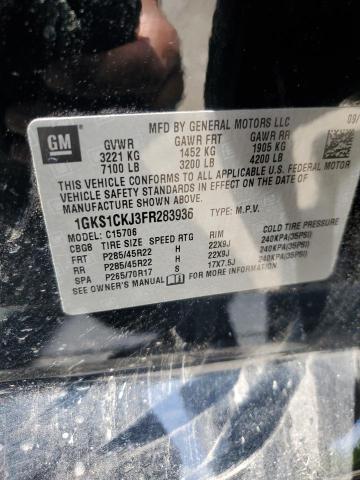 MFD BY GENERAL MOTORS LLC 09/
GM GVWR GAWR FRT GAWR RR
3221 KG 1452 KG 1905 KG
7100 LB 3200 LB 4200 LB
THIS VEHICLE CONFORMS TO ALL APPLICABLE U.S. FEDERAL MOTOR
VEHICLE SAFETY STANDARDS IN EFFECT ON THE DATE OF
MANUFACTURE SHOWN ABOVE.
1GKS1CKJ3FR283936 TYPE: M.P.V.
MODEL: C15706
CBG8 TIRE SIZE SPEED RTG RIM COLD TIRE PRESSURE
FRT P285/45R22 H 22X9J 240KPA(35PSI)
RR P285/45R22 H 22X9J 240KPA(35PSI)
SPA P265/70R17 17X7.5J 240KPA(35PSI)
SEE OWNER'S MANUAL FOR MORE INFORMATION